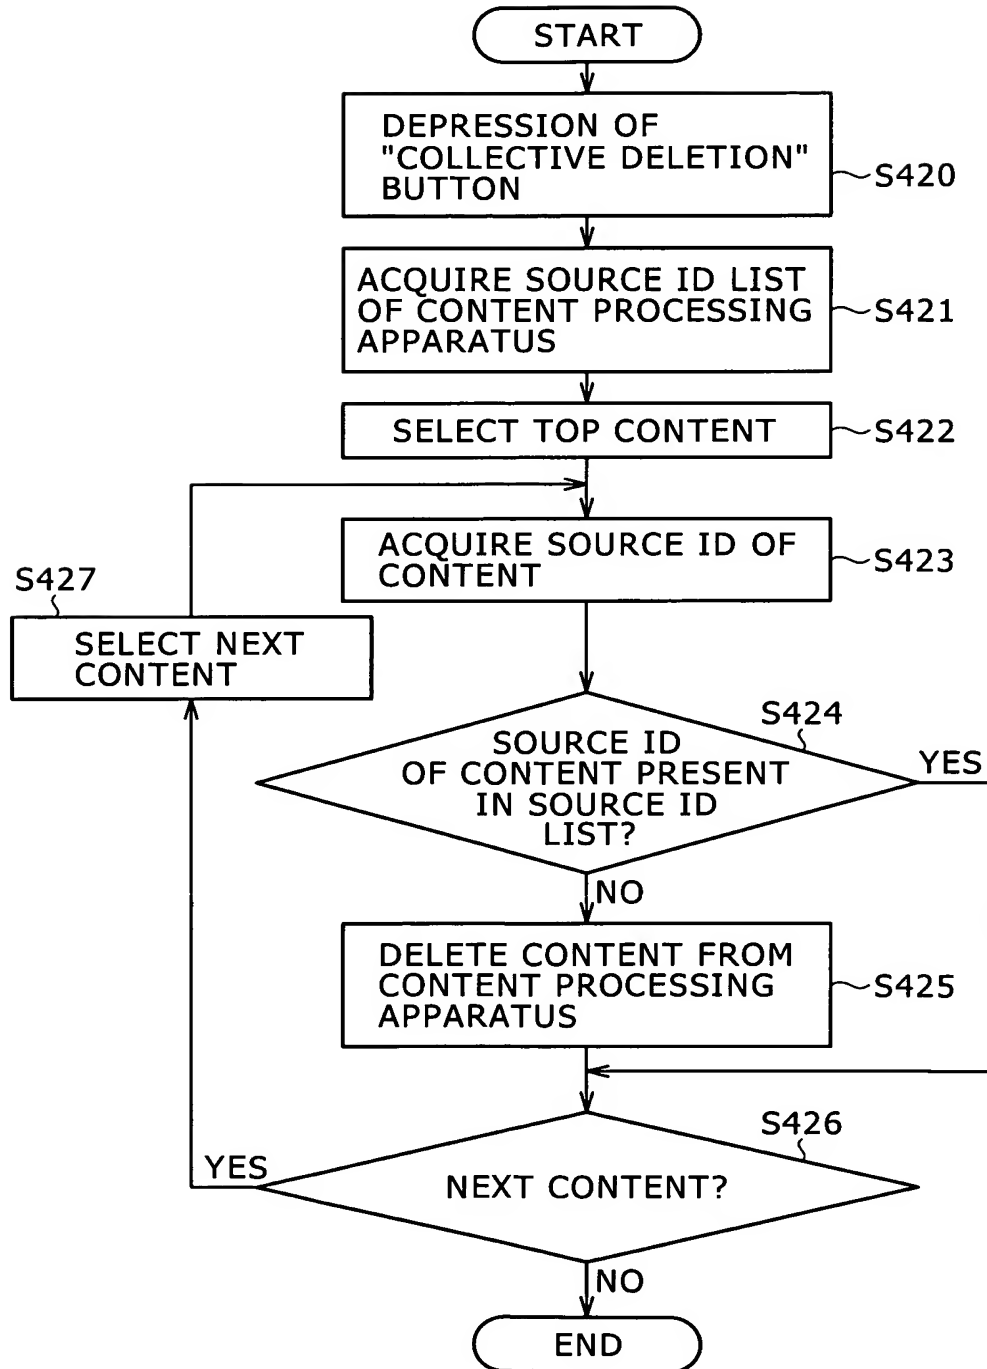 START
DEPRESSION OF
"COLLECTIVE DELETION"
BUTTON
S420
ACQUIRE SOURCE ID LIST
OF CONTENT PROCESSING
APPARATUS
S421
SELECT TOP CONTENT
S422
ACQUIRE SOURCE ID OF
CONTENT
S423
S427
SELECT NEXT
CONTENT
S424
SOURCE ID
OF CONTENT PRESENT
IN SOURCE ID
LIST?
YES
NO
DELETE CONTENT FROM
CONTENT PROCESSING
APPARATUS
S425
S426
YES
NEXT CONTENT?
NO
END